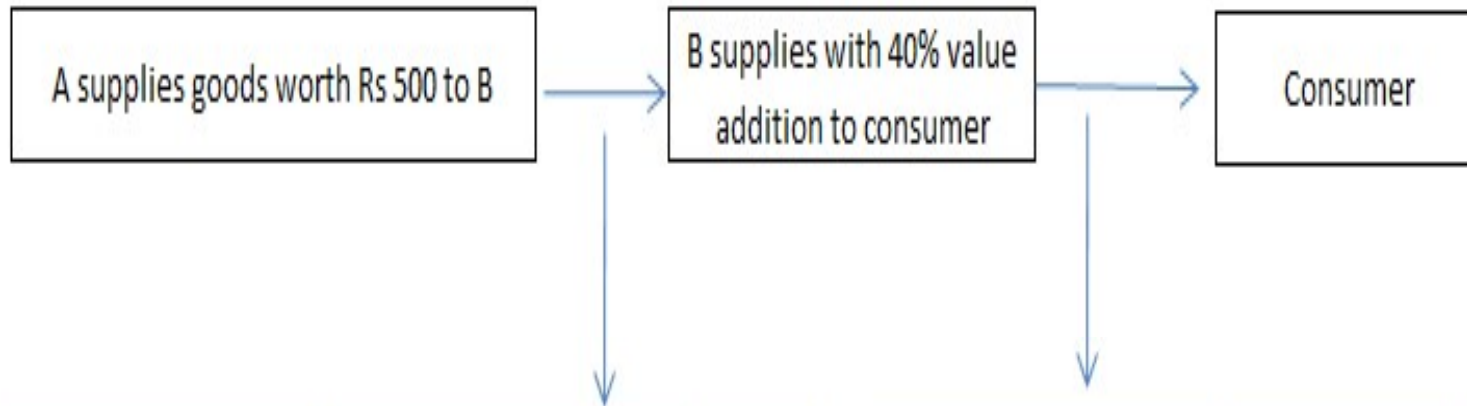 A supplies goods worth Rs 500 to B
B supplies with 40% value
addition to consumer
Consumer